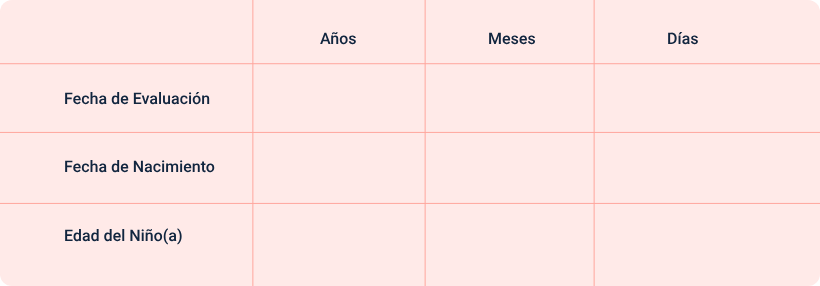 Años Meses Días
Fecha de Evaluación
Fecha de Nacimiento
Edad del Niño(a)